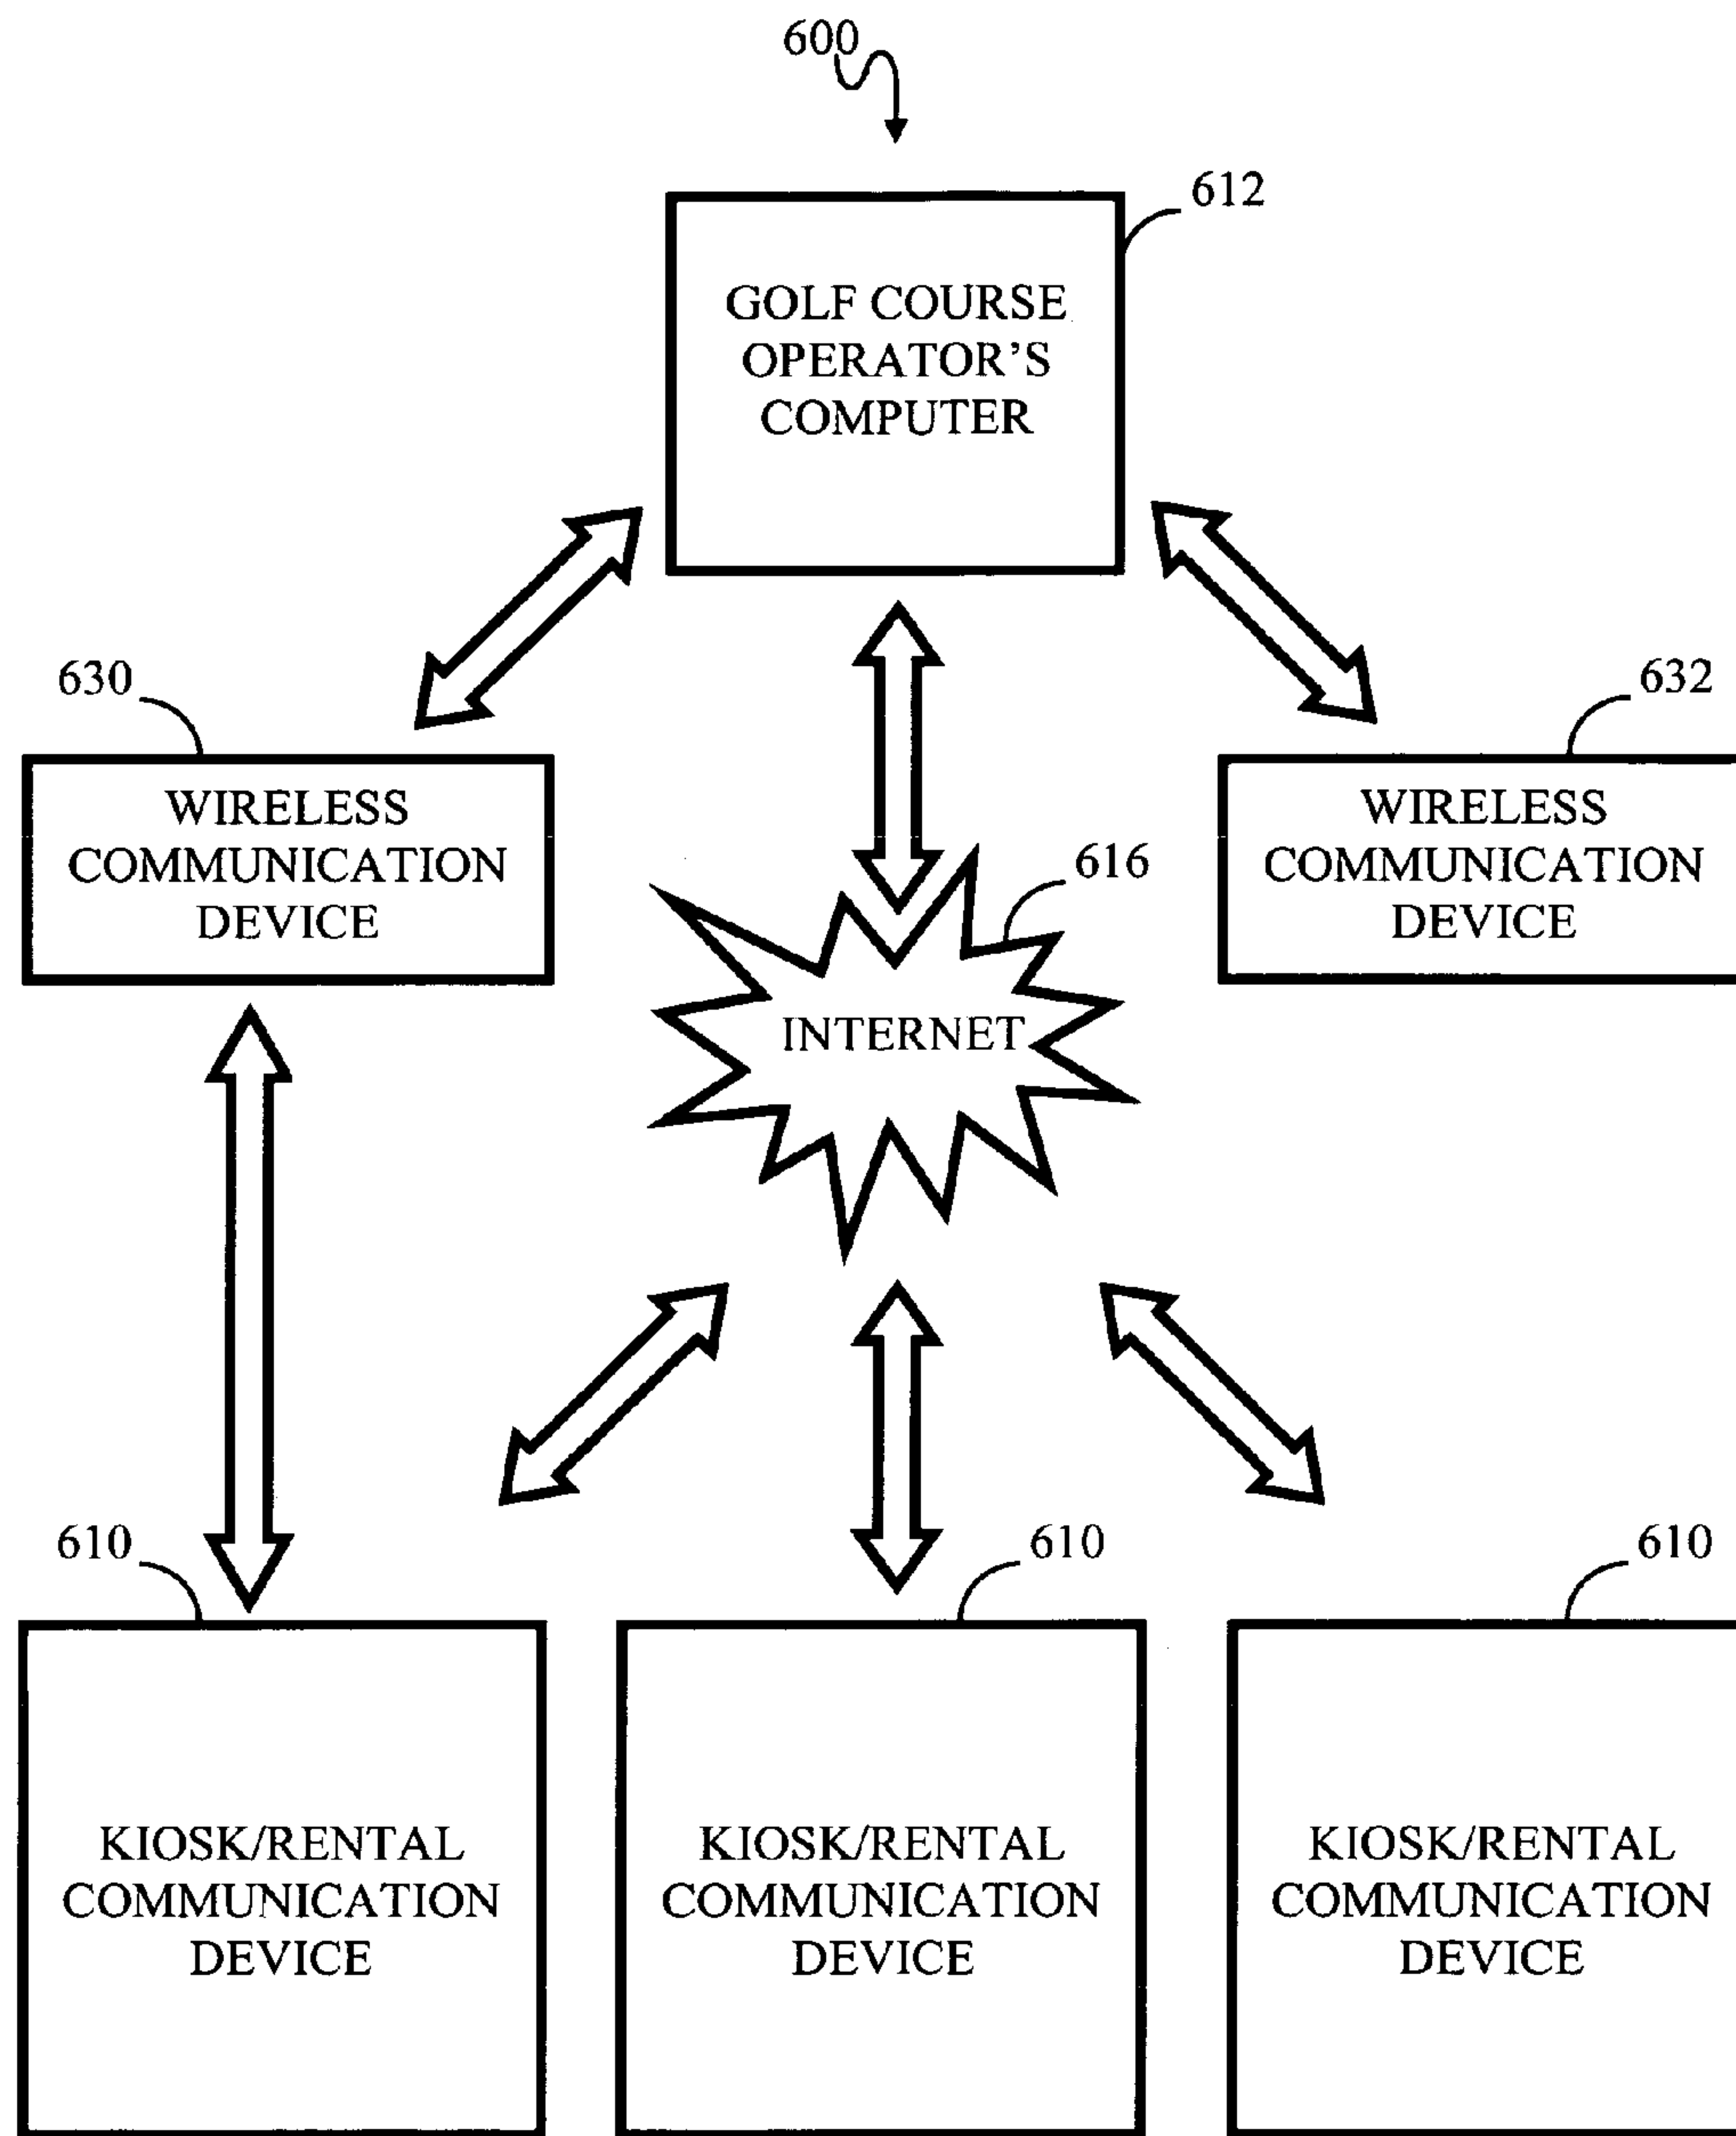 600
612
GOLF COURSE
OPERATOR'S
COMPUTER
630
632
WIRELESS
COMMUNICATION
DEVICE
616
WIRELESS
COMMUNICATION
DEVICE
INTERNET
610
610
610
KIOSK/RENTAL
COMMUNICATION
DEVICE
KIOSK/RENTAL
COMMUNICATION
DEVICE
KIOSK/RENTAL
COMMUNICATION
DEVICE